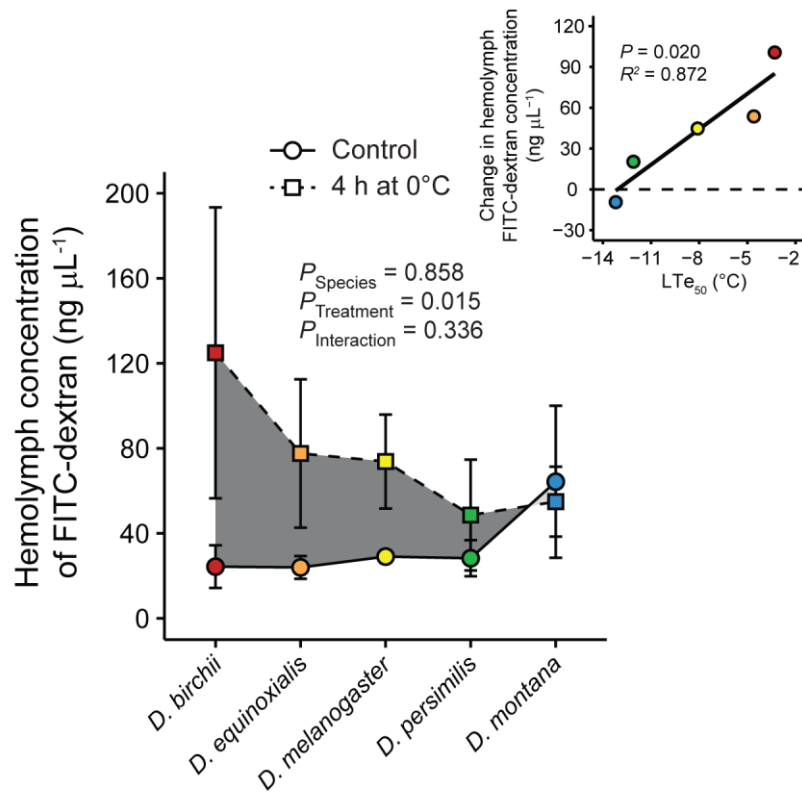 120
90
60
30
0
−30
−14
−11
−8
−5
−2
Change in hemolymph
FITC-dextran concentration
(ng μL⁻¹)
P = 0.020
R² = 0.872
LTe₅₀ (°C)
Control
4 h at 0°C
P_Species = 0.858
P_Treatment = 0.015
P_Interaction = 0.336
200
160
120
80
40
0
Hemolymph concentration
of FITC-dextran (ng μL⁻¹)
D. birchii
D. equinoxialis
D. melanogaster
D. persimilis
D. montana